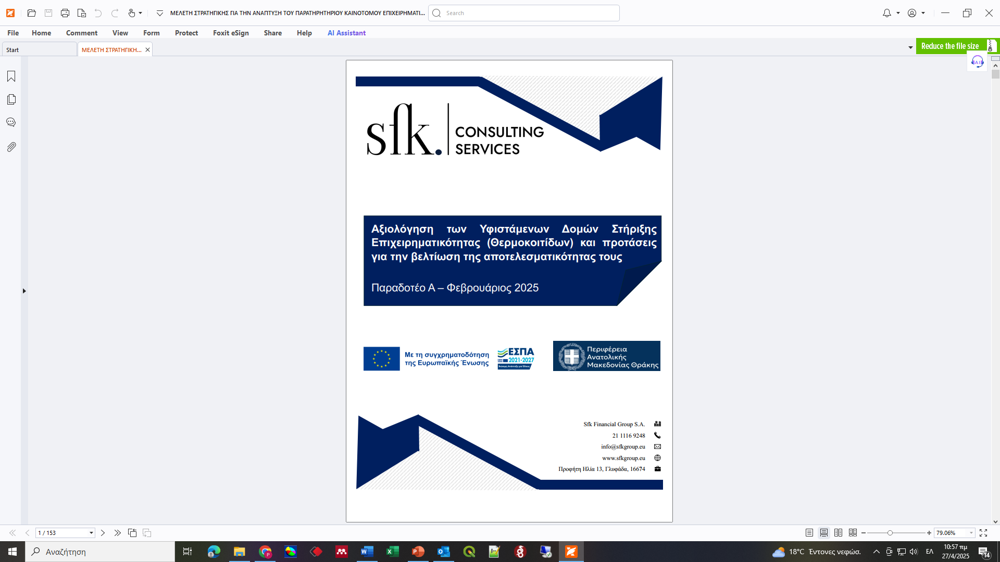 ΜΕΛΕΤΗ ΣΤΡΑΤΗΓΙΚΗΣ ΓΙΑ ΤΗΝ ΑΝΑΠΤΥΞΗ ΤΟΥ ΠΑΡΑΤΗΡΗΤΗΡΙΟΥ ΚΑΙΝΟΤΟΜΟΥ ΕΠΙΧΕΙΡΗΜΑΤΙ...
Search
File Home Comment View Form Protect Foxit eSign Share Help AI Assistant
Start
ΜΕΛΕΤΗ ΣΤΡΑΤΗΓΙΚΗ...
Reduce the file size
AI
sfk.
CONSULTING
SERVICES
Αξιολόγηση των Υφιστάμενων Δομών Στήριξης
Επιχειρηματικότητας (Θερμοκοιτίδων) και προτάσεις
για την βελτίωση της αποτελεσματικότητας τους
Παραδοτέο Α – Φεβρουάριος 2025
Με τη συγχρηματοδότηση
της Ευρωπαϊκής Ένωσης
ΕΣΠΑ
2021-2027
Βιώσιμη Ανάπτυξη για Όλους
Περιφέρεια
Ανατολικής
Μακεδονίας Θράκης
Sfk Financial Group S.A.
21 1116 9248
info@sfkgroup.eu
www.sfkgroup.eu
Προφήτη Ηλία 13, Γλυφάδα, 16674
1 / 153
79.06%
Αναζήτηση
18°C Έντονες νεφώσ.
ΕΛ
10:57 πμ
27/4/2025
14